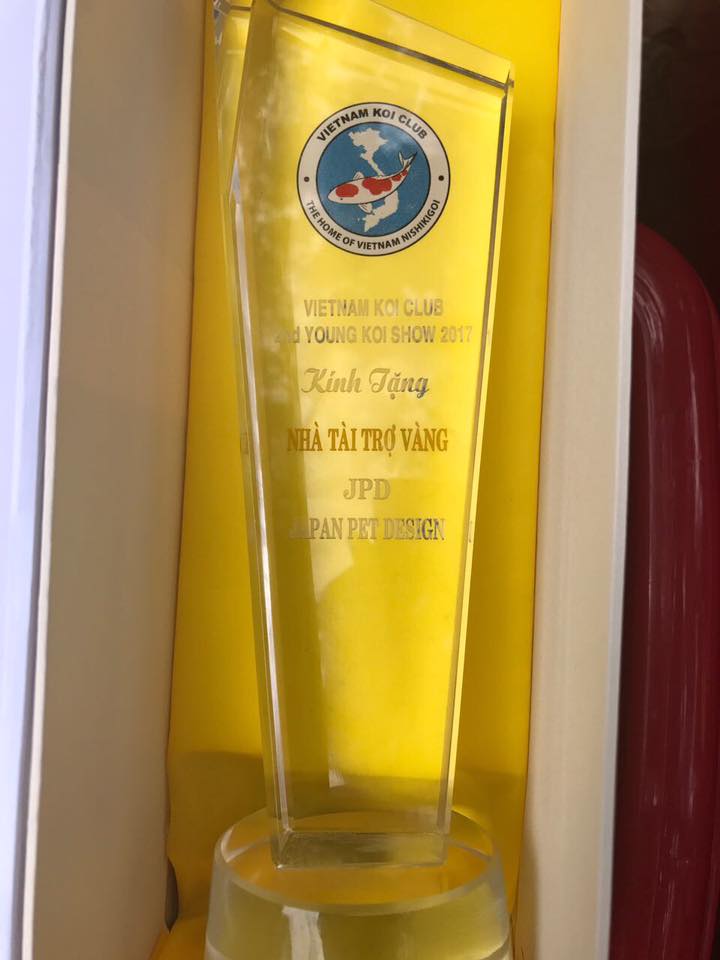 VIETNAM KOI CLUB
THE HOME OF VIETNAM NISHIKIGOI
VIETNAM KOI CLUB
2nd YOUNG KOI SHOW 2017
Kính Tặng
NHÀ TÀI TRỢ VÀNG
JPD
JAPAN PET DESIGN